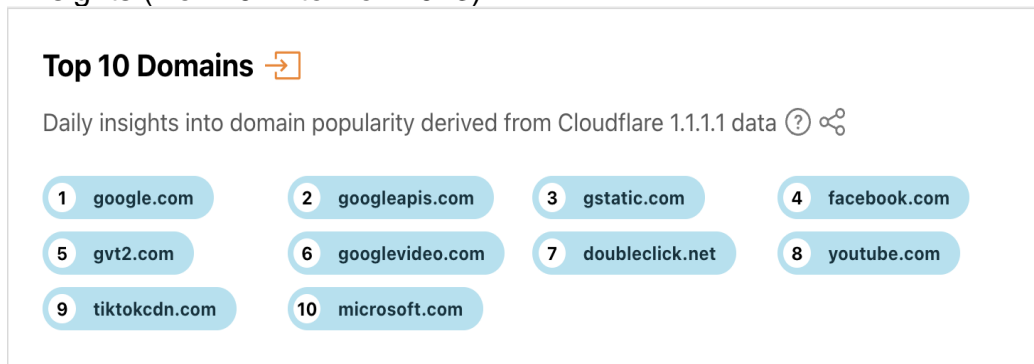 Top 10 Domains
Daily insights into domain popularity derived from Cloudflare 1.1.1.1 data
1 google.com 2 googleapis.com 3 gstatic.com 4 facebook.com
5 gvt2.com 6 googlevideo.com 7 doubleclick.net 8 youtube.com
9 tiktokcdn.com 10 microsoft.com